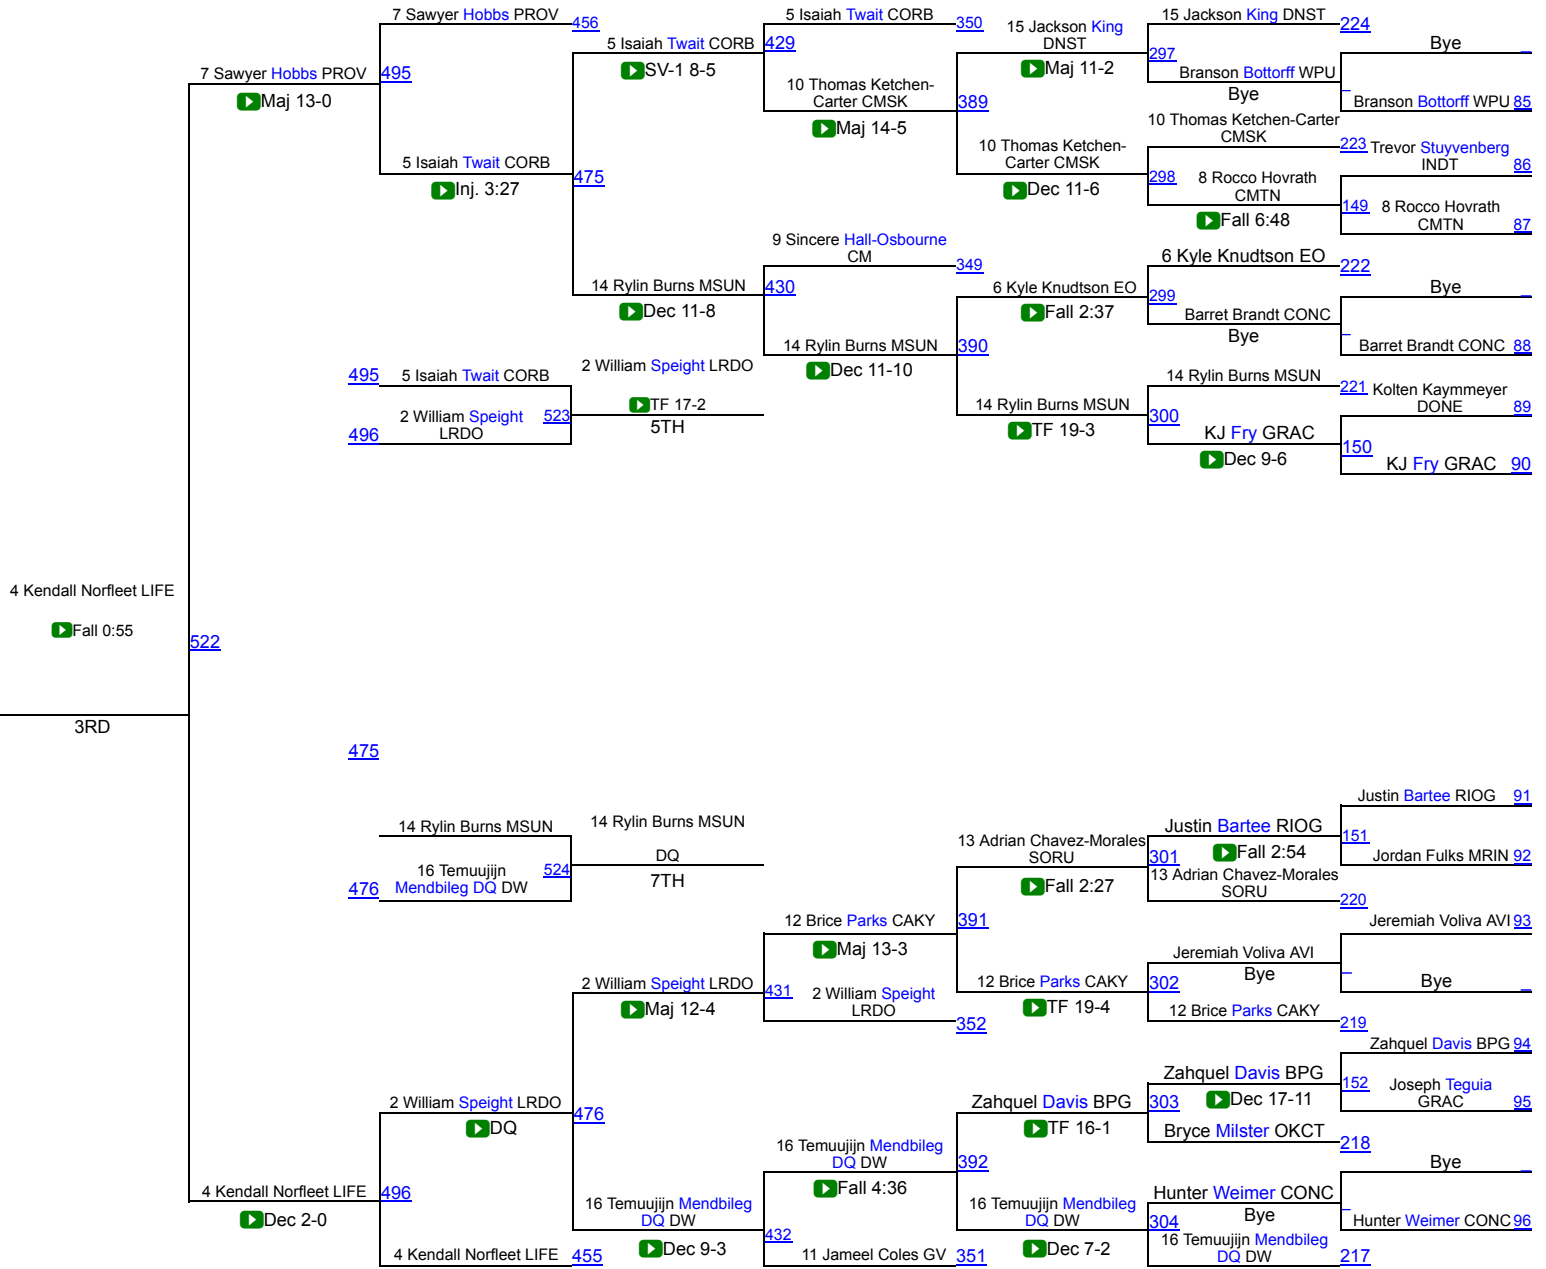 7 Sawyer Hobbs PROV
456
5 Isaiah Twait CORB
350
15 Jackson King
DNST
15 Jackson King DNST
224
Bye
_
5 Isaiah Twait CORB
429
297
7 Sawyer Hobbs PROV
495
SV-1 8-5
Maj 11-2
Branson Bottorff WPU
Bye
_
Maj 13-0
10 Thomas Ketchen-
Carter CMSK
389
Branson Bottorff WPU
85
Maj 14-5
10 Thomas Ketchen-Carter
CMSK
223
10 Thomas Ketchen-
Carter CMSK
Trevor Stuyvenberg
INDT
86
5 Isaiah Twait CORB
475
298
8 Rocco Hovrath
CMTN
Inj. 3:27
Dec 11-6
149
8 Rocco Hovrath
CMTN
87
Fall 6:48
9 Sincere Hall-Osbourne
CM
349
6 Kyle Knudtson EO
222
14 Rylin Burns MSUN
430
6 Kyle Knudtson EO
299
Bye
_
Dec 11-8
Fall 2:37
Barret Brandt CONC
Bye
_
14 Rylin Burns MSUN
390
Barret Brandt CONC
88
495
5 Isaiah Twait CORB
2 William Speight LRDO
Dec 11-10
14 Rylin Burns MSUN
221
Kolten Kaymmeyer
DONE
89
TF 17-2
2 William Speight
LRDO
523
5TH
496
14 Rylin Burns MSUN
300
TF 19-3
KJ Fry GRAC
150
Dec 9-6
KJ Fry GRAC
90
4 Kendall Norfleet LIFE
Fall 0:55
522
3RD
475
Justin Bartee RIOG
91
14 Rylin Burns MSUN
14 Rylin Burns MSUN
13 Adrian Chavez-Morales
SORU
Justin Bartee RIOG
151
DQ
301
Fall 2:54
Jordan Fulks MRIN
92
16 Temuujijn
Mendbileg DQ DW
524
7TH
476
Fall 2:27
13 Adrian Chavez-Morales
SORU
220
12 Brice Parks CAKY
391
Jeremiah Voliva AVI
93
Maj 13-3
Jeremiah Voliva AVI
Bye
_
2 William Speight LRDO
431
2 William Speight
LRDO
352
12 Brice Parks CAKY
302
Bye
_
Maj 12-4
TF 19-4
12 Brice Parks CAKY
219
Zahquel Davis BPG
94
Zahquel Davis BPG
152
Joseph Teguia
GRAC
95
2 William Speight LRDO
476
Zahquel Davis BPG
303
Dec 17-11
DQ
TF 16-1
Bryce Milster OKCT
218
16 Temuujijn Mendbileg
DQ DW
392
Bye
_
4 Kendall Norfleet LIFE
496
Fall 4:36
Hunter Weimer CONC
Bye
_
Dec 2-0
16 Temuujijn Mendbileg
DQ DW
432
16 Temuujijn Mendbileg
DQ DW
304
Hunter Weimer CONC
96
Dec 9-3
Dec 7-2
16 Temuujijn Mendbileg
DQ DW
217
4 Kendall Norfleet LIFE
455
11 Jameel Coles GV
351